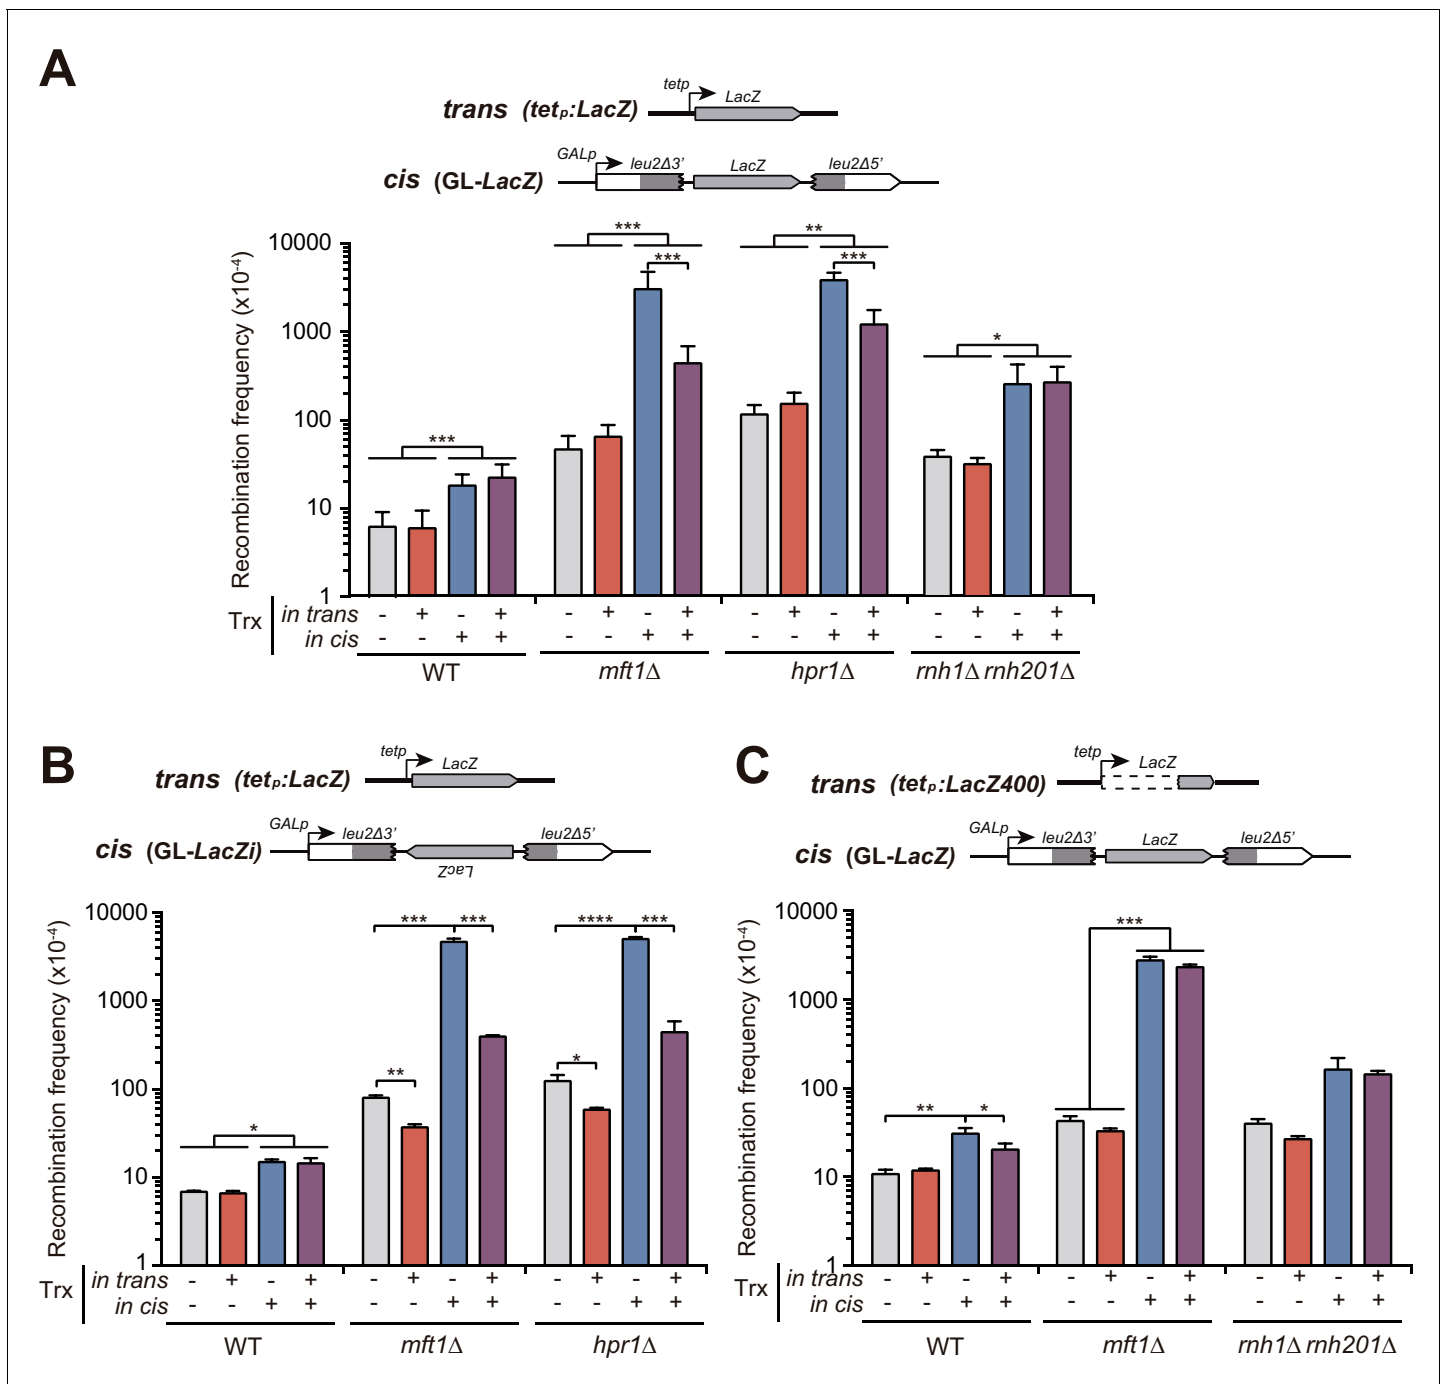 A
tetp
LacZ
trans (tetp:LacZ)
GALp
leu2Δ3’ LacZ leu2Δ5’
cis (GL-LacZ)
Recombination frequency (x10-4)
10000
1000
100
10
1
*** *** ** *** * ***
Trx
in trans - + - + - + - + - + - + - + - +
in cis - - + + - - + + - - + + - - + +
WT mft1Δ hpr1Δ rnh1Δ rnh201Δ
B
tetp
LacZ
trans (tetp:LacZ)
GALp
leu2Δ3’ leu2Δ5’
cis (GL-LacZi)
LacZ
Recombination frequency (x10-4)
10000
1000
100
10
1
*** *** **** ***
** *
*
Trx
in trans - + - + - + - + - + - +
in cis - - + + - - + + - - + +
WT mft1Δ hpr1Δ
C
tetp
LacZ
trans (tetp:LacZ400)
GALp
leu2Δ3’ LacZ leu2Δ5’
cis (GL-LacZ)
Recombination frequency (x10-4)
10000
1000
100
10
1
***
** *
Trx
in trans - + - + - + - + - + - +
in cis - - + + - - + + - - + +
WT mft1Δ rnh1Δ rnh201Δ